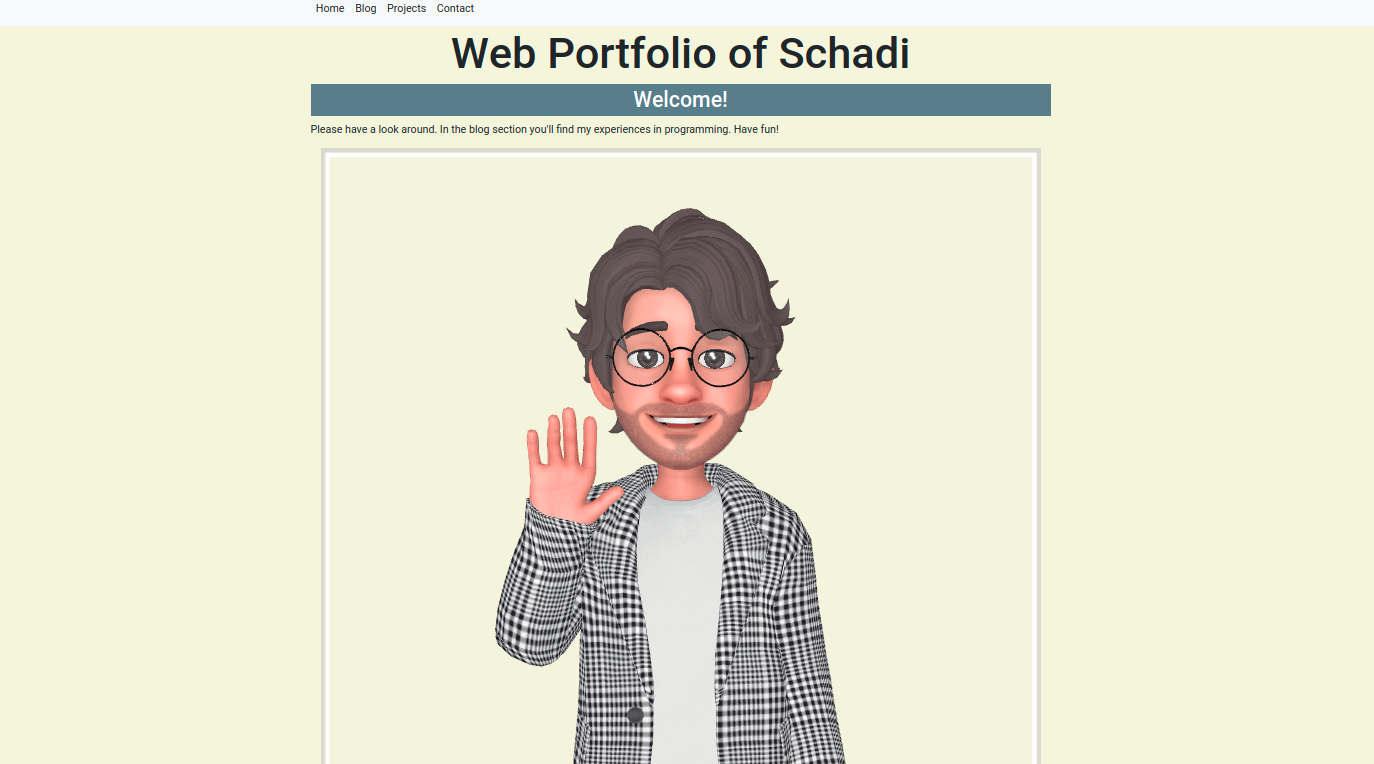 Home Blog Projects Contact
Web Portfolio of Schadi
Welcome!
Please have a look around. In the blog section you'll find my experiences in programming. Have fun!